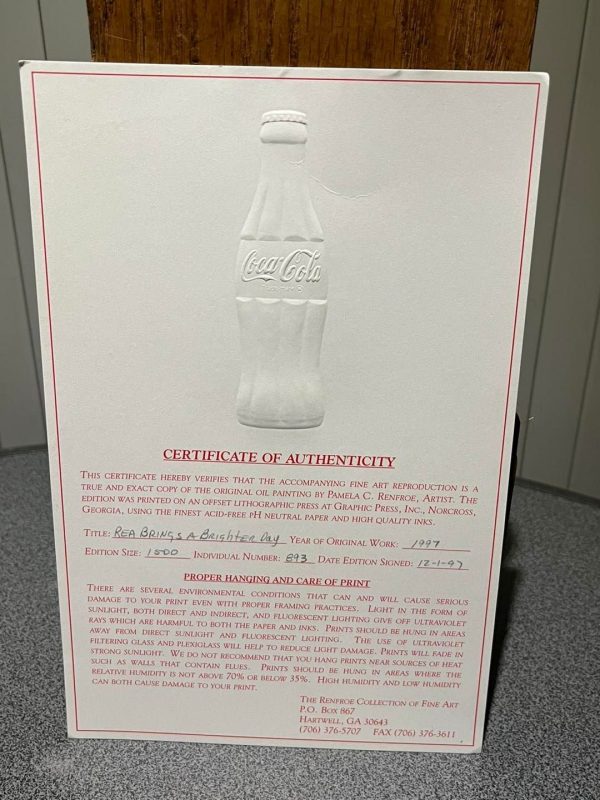 Coca-Cola
CERTIFICATE OF AUTHENTICITY
THIS CERTIFICATE HEREBY VERIFIES THAT THE ACCOMPANYING FINE ART REPRODUCTION IS A
TRUE AND EXACT COPY OF THE ORIGINAL OIL PAINTING BY PAMELA C. RENFROE, ARTIST. THE
EDITION WAS PRINTED ON AN OFFSET LITHOGRAPHIC PRESS AT GRAPHIC PRESS, INC., NORCROSS,
GEORGIA, USING THE FINEST ACID-FREE PH NEUTRAL PAPER AND HIGH QUALITY INKS.
TITLE: REA BRINGS A BRIGHTER DAY YEAR OF ORIGINAL WORK: 1997
EDITION SIZE: 1500 INDIVIDUAL NUMBER: 893 DATE EDITION SIGNED: 12-1-97
PROPER HANGING AND CARE OF PRINT
THERE ARE SEVERAL ENVIRONMENTAL CONDITIONS THAT CAN AND WILL CAUSE SERIOUS
DAMAGE TO YOUR PRINT EVEN WITH PROPER FRAMING PRACTICES. LIGHT IN THE FORM OF
SUNLIGHT, BOTH DIRECT AND INDIRECT, AND FLUORESCENT LIGHTING GIVE OFF ULTRAVIOLET
RAYS WHICH ARE HARMFUL TO BOTH THE PAPER AND INKS. PRINTS SHOULD BE HUNG IN AREAS
AWAY FROM DIRECT SUNLIGHT AND FLUORESCENT LIGHTING. THE USE OF ULTRAVIOLET
FILTERING GLASS AND PLEXIGLASS WILL HELP TO REDUCE LIGHT DAMAGE. PRINTS WILL FADE IN
STRONG SUNLIGHT. WE DO NOT RECOMMEND THAT YOU HANG PRINTS NEAR SOURCES OF HEAT
SUCH AS WALLS THAT CONTAIN FLUES. PRINTS SHOULD BE HUNG IN AREAS WHERE THE
RELATIVE HUMIDITY IS NOT ABOVE 70% OR BELOW 35%. HIGH HUMIDITY AND LOW HUMIDITY
CAN BOTH CAUSE DAMAGE TO YOUR PRINT.
THE RENFROE COLLECTION OF FINE ART
P.O. BOX 867
HARTWELL, GA 30643
(706) 376-5707 FAX (706) 376-3611